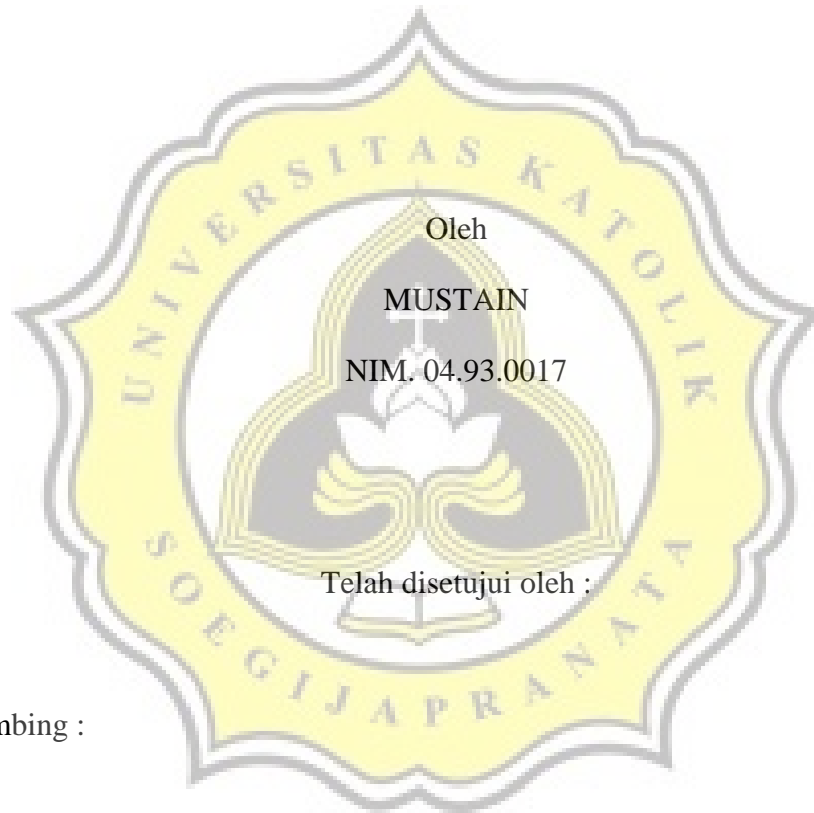 UNIVERSITAS KATOLIK
Oleh
MUSTAIN
NIM. 04.93.0017
Telah disetujui oleh :
SOEGIJAPRANATA
mbing :